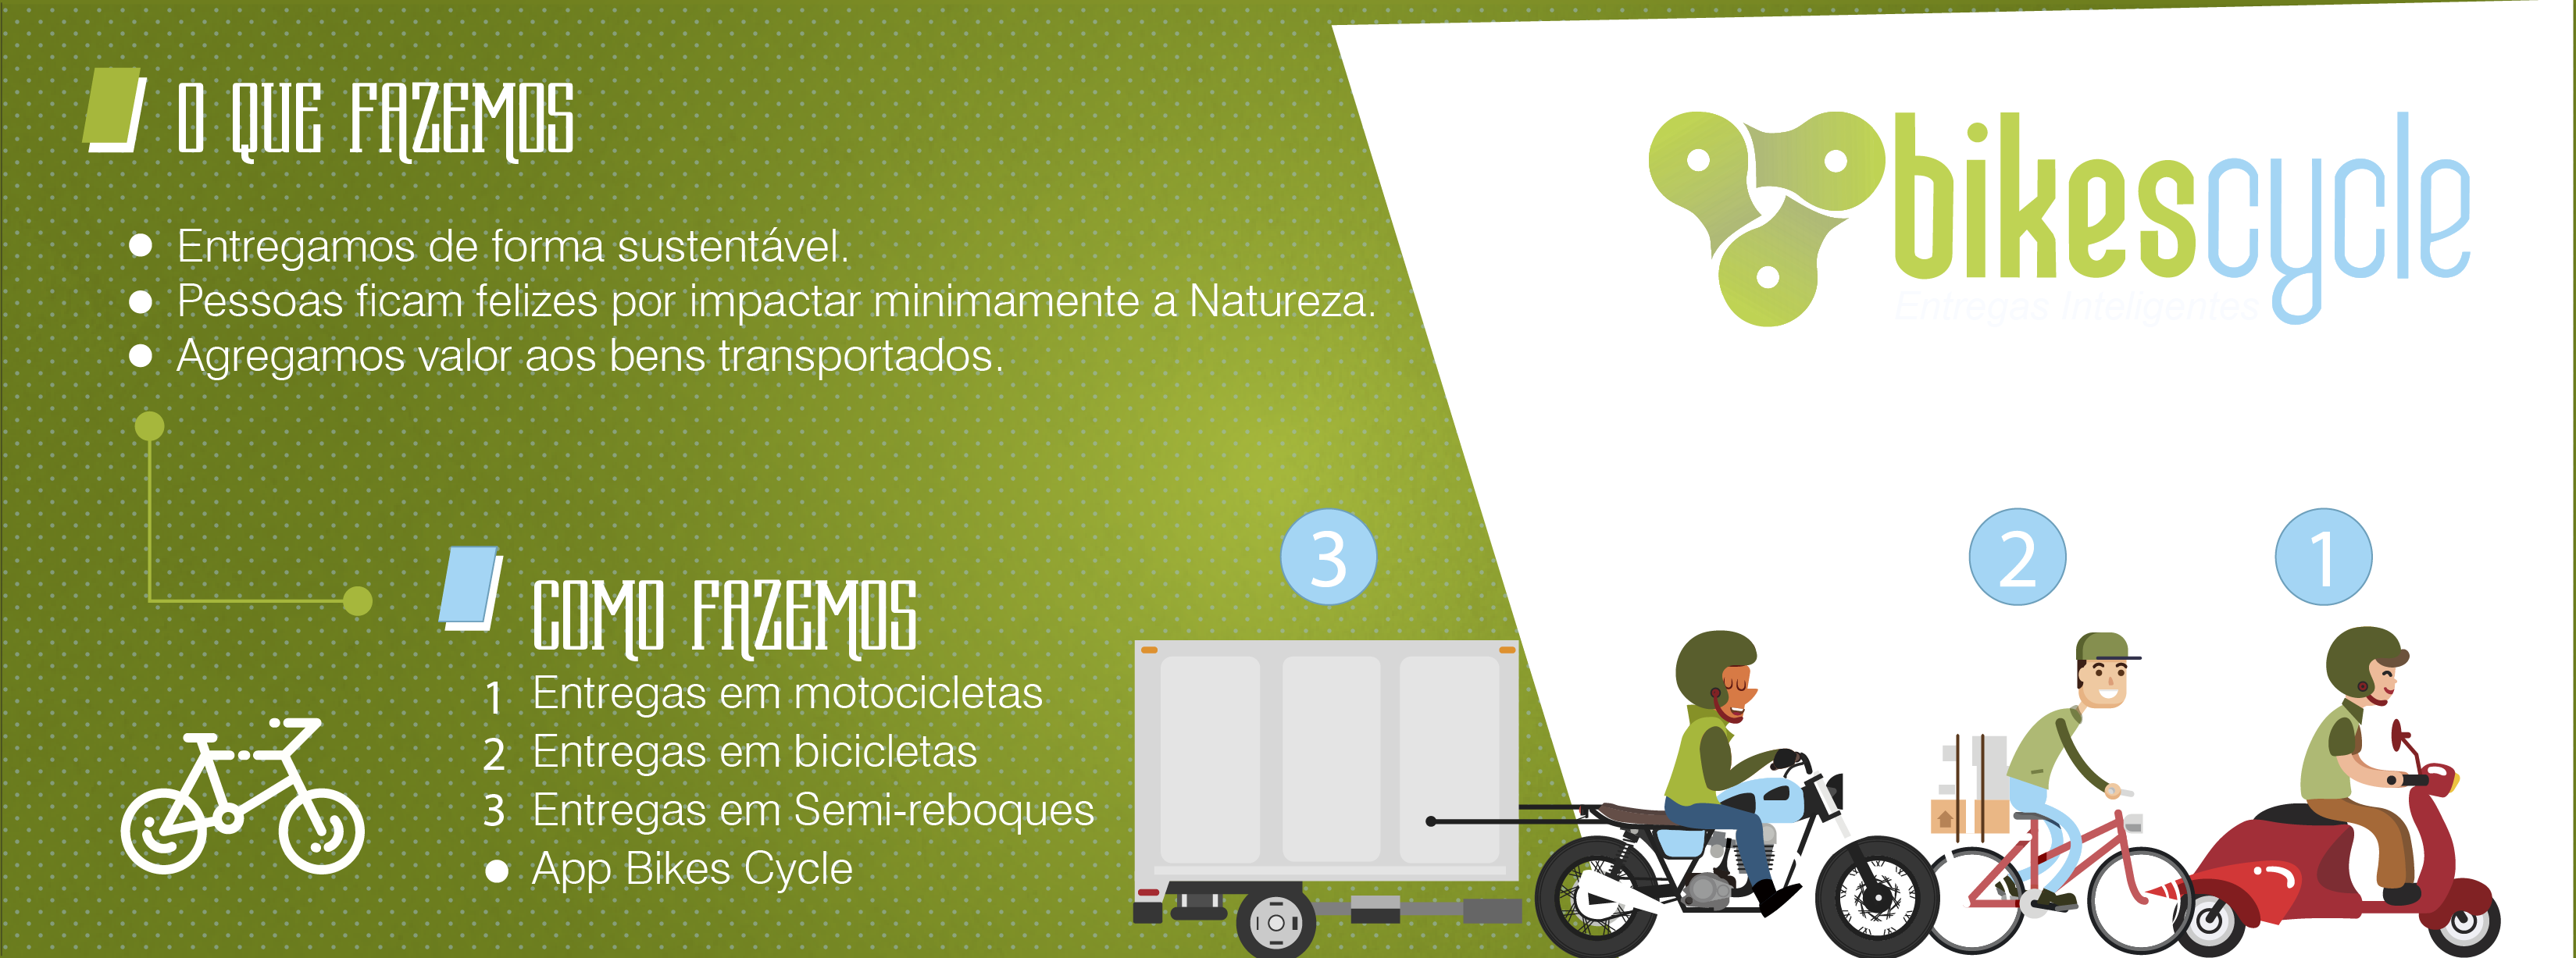 O QUE FAZEMOS
Entregamos de forma sustentável.
Pessoas ficam felizes por impactar minimamente a Natureza.
Agregamos valor aos bens transportados.
bikescycle
Entregas Inteligentes
COMO FAZEMOS
1 Entregas em motocicletas
2 Entregas em bicicletas
3 Entregas em Semi-reboques
App Bikes Cycle
3
2
1